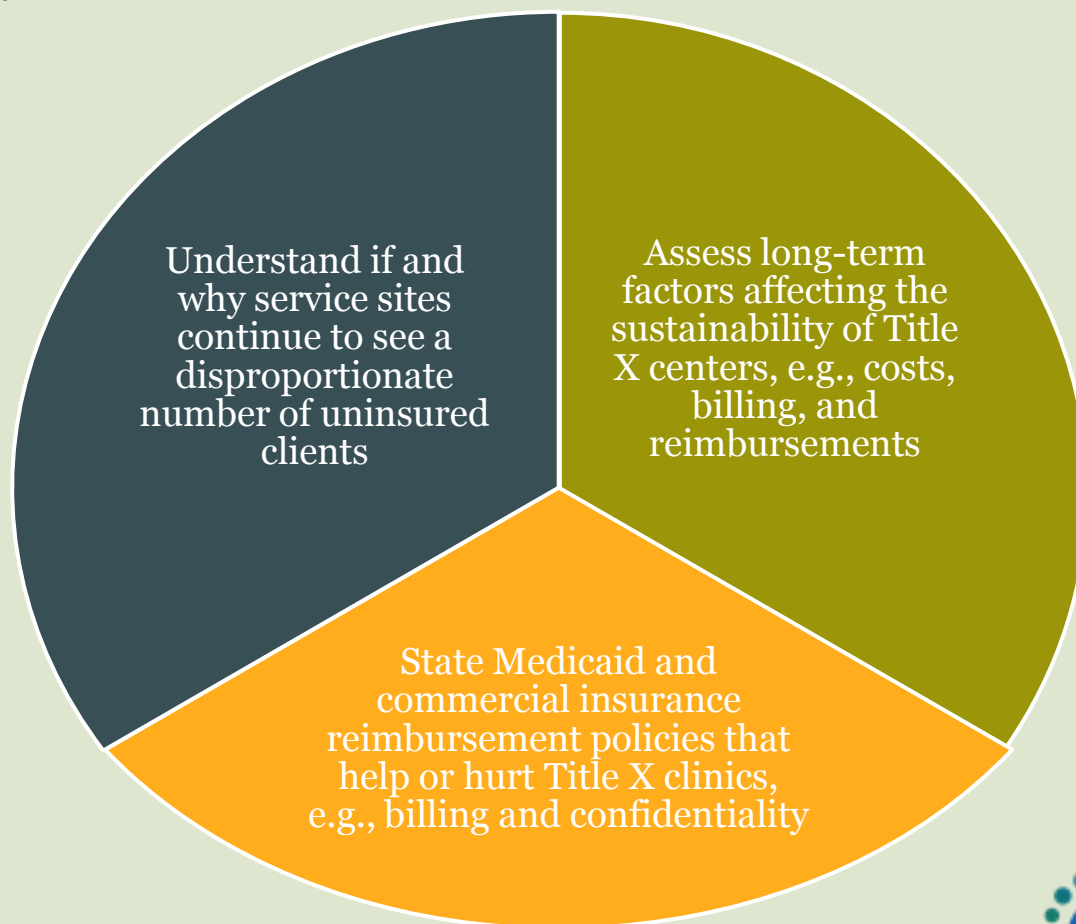 Understand if and
why service sites
continue to see a
disproportionate
number of uninsured
clients
Assess long-term
factors affecting the
sustainability of Title
X centers, e.g., costs,
billing, and
reimbursements
State Medicaid and
commercial insurance
reimbursement policies that
help or hurt Title X clinics,
e.g., billing and confidentiality